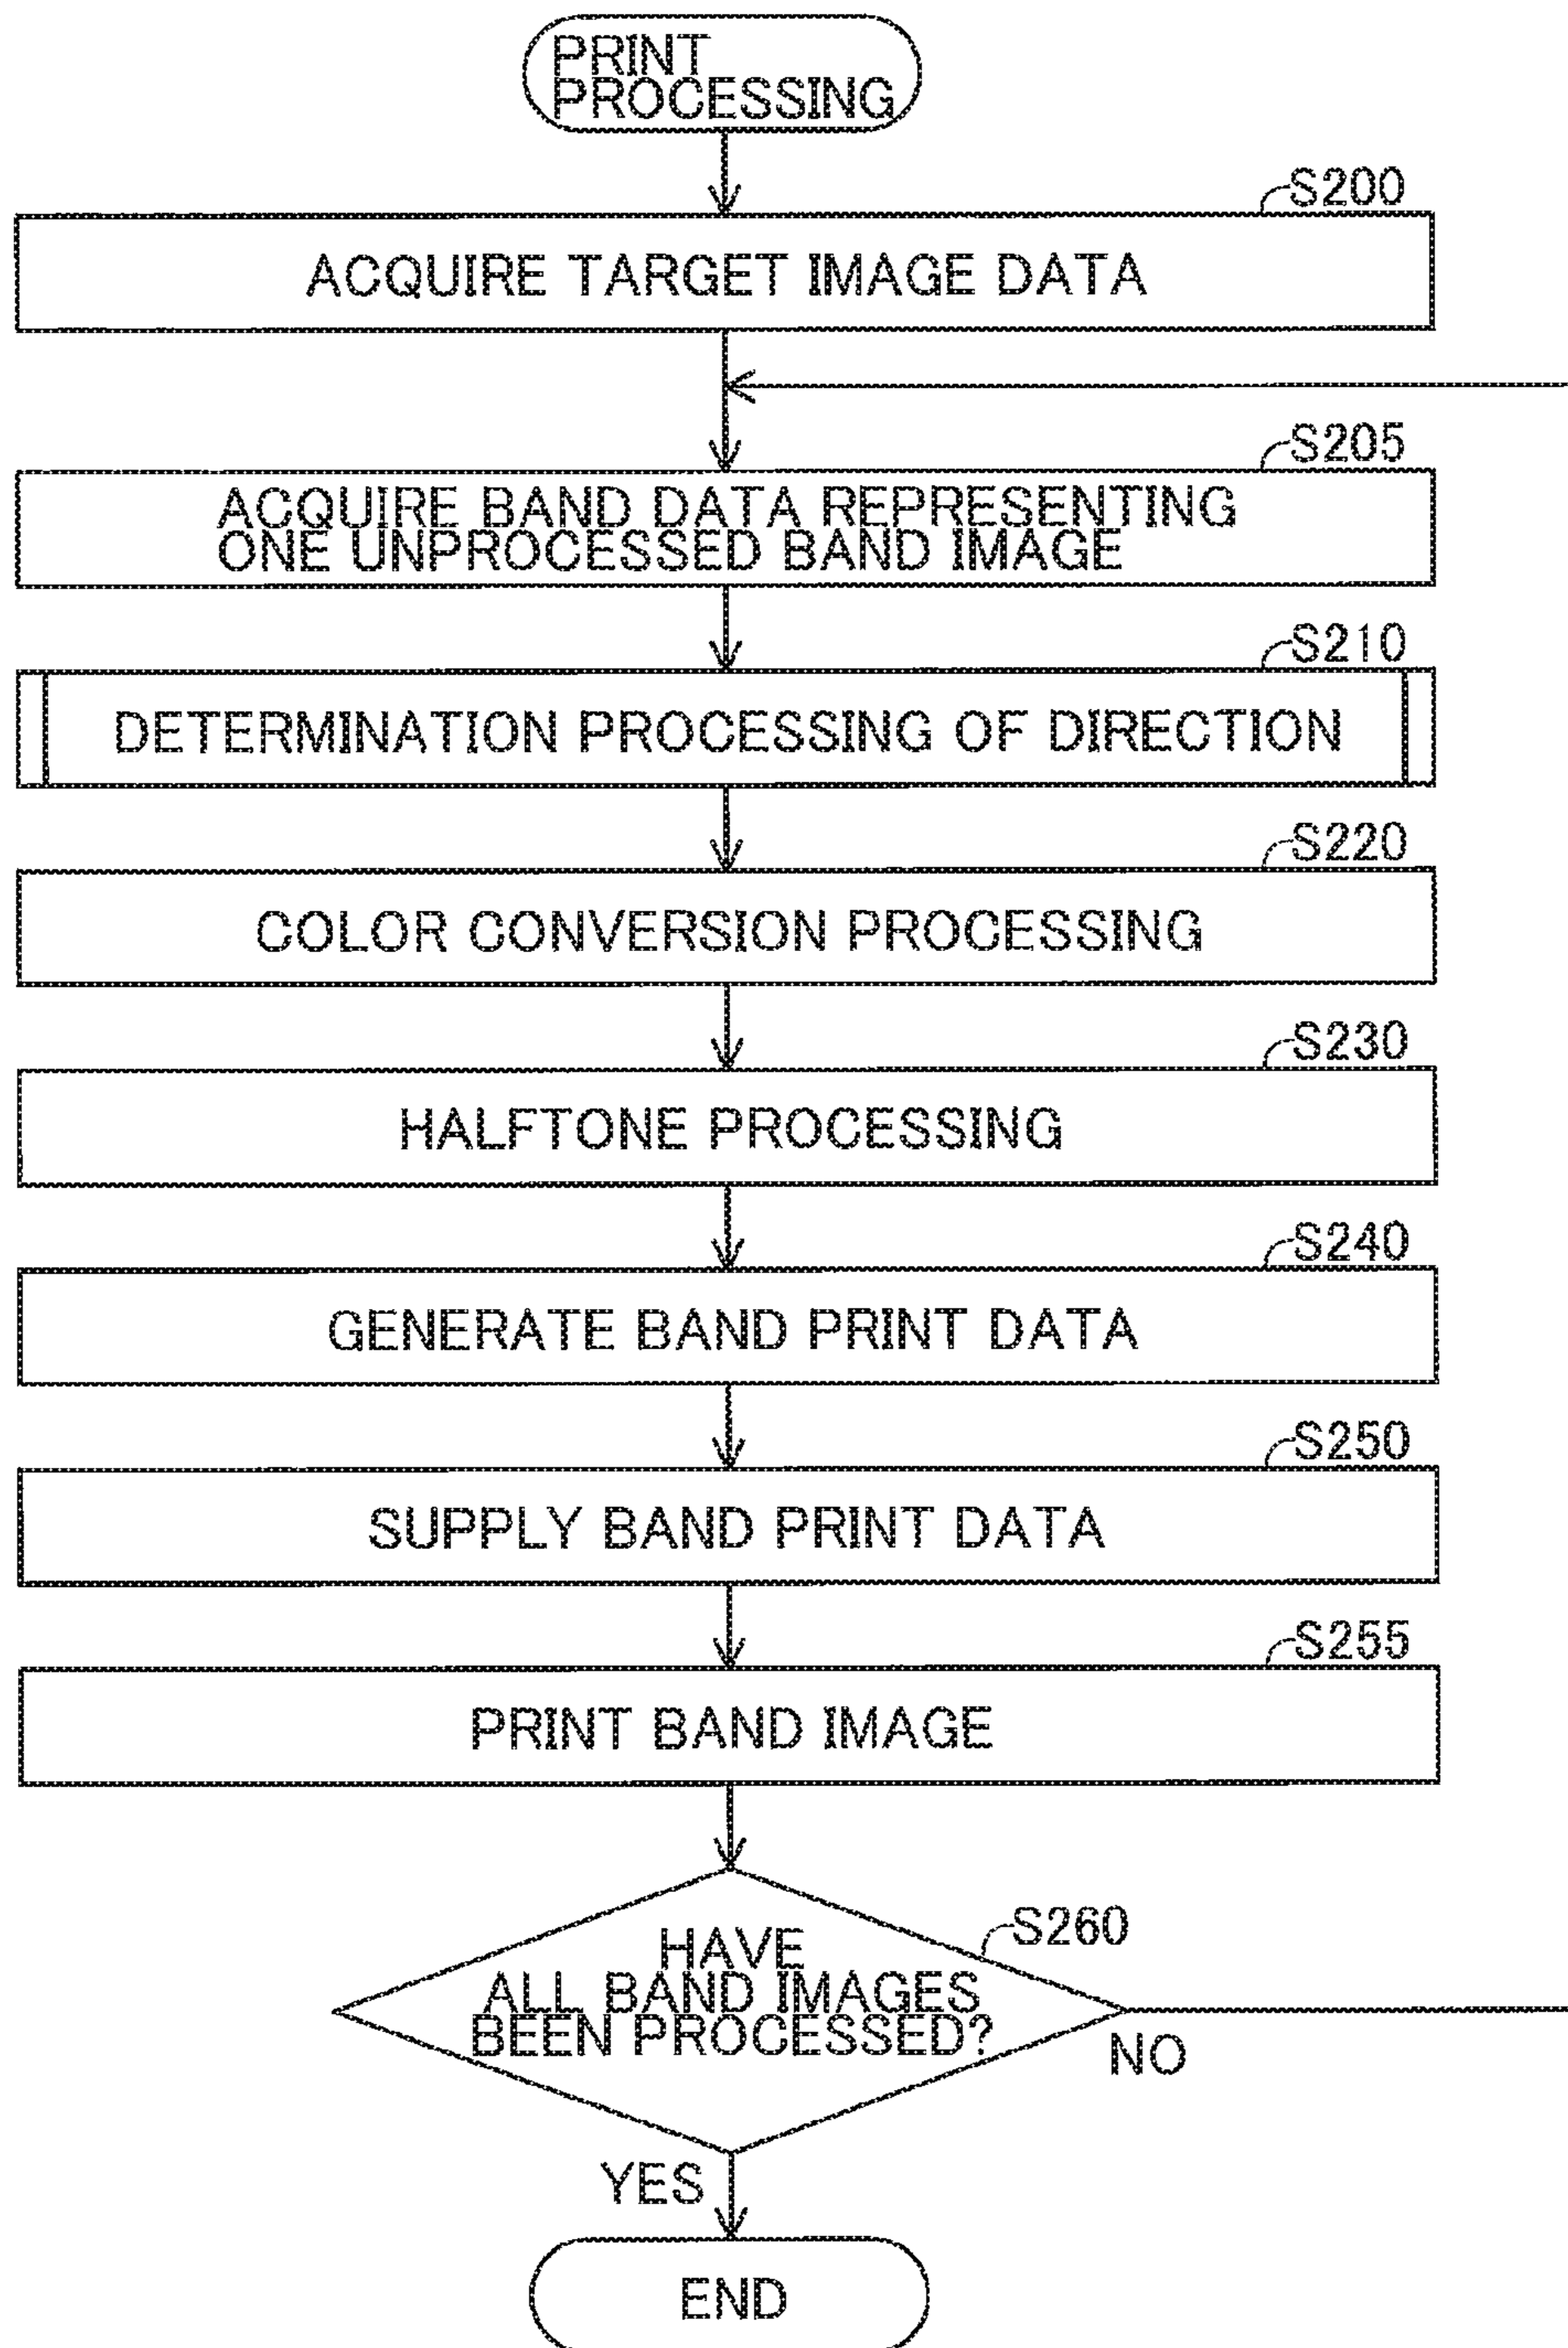 PRINT
PROCESSING
S200
ACQUIRE TARGET IMAGE DATA
S205
ACQUIRE BAND DATA REPRESENTING
ONE UNPROCESSED BAND IMAGE
S210
DETERMINATION PROCESSING OF DIRECTION
S220
COLOR CONVERSION PROCESSING
S230
HALFTONE PROCESSING
S240
GENERATE BAND PRINT DATA
S250
SUPPLY BAND PRINT DATA
S255
PRINT BAND IMAGE
S260
HAVE
ALL BAND IMAGES
BEEN PROCESSED?
NO
YES
END